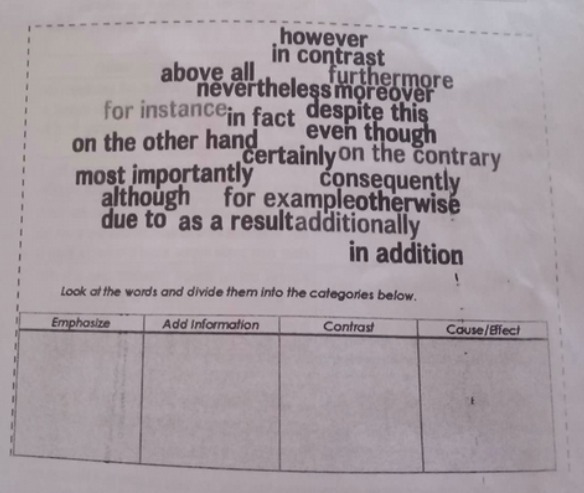 however
in contrast
above all furthermore
nevertheless moreover
for instance in fact despite this
on the other hand even though
certainly on the contrary
most importantly consequently
although for example otherwise
due to as a result additionally
in addition
Look at the words and divide them into the categories below.
Emphasize Add Information Contrast Cause/Effect